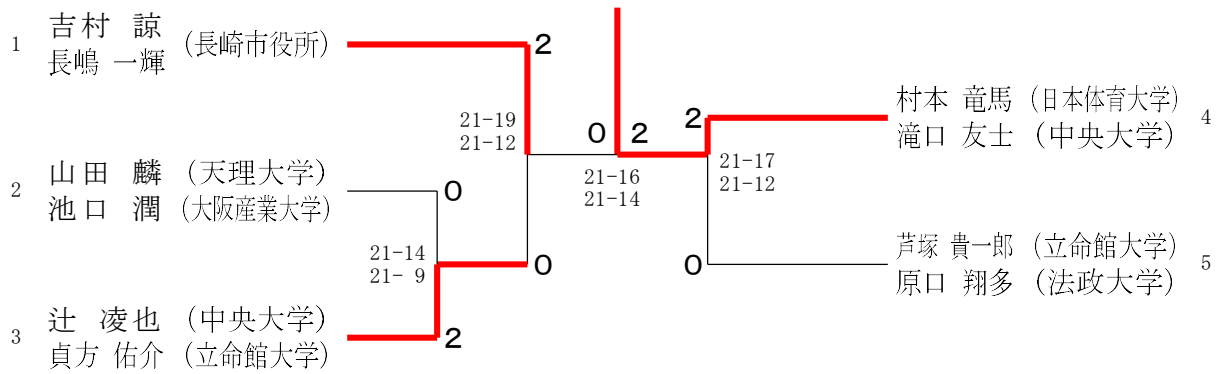 1 吉村 諒 (長崎市役所)
長嶋 一輝
2
21-19
21-12
0 2
21-16
21-14
2
21-17
21-12
村本 竜馬 (日本体育大学) 4
滝口 友士 (中央大学)
2 山田 麟 (天理大学)
池口 潤 (大阪産業大学)
0
21-14
21- 9
0
0
芦塚 貴一郎 (立命館大学) 5
原口 翔多 (法政大学)
3 辻 凌也 (中央大学)
貞方 佑介 (立命館大学)
2